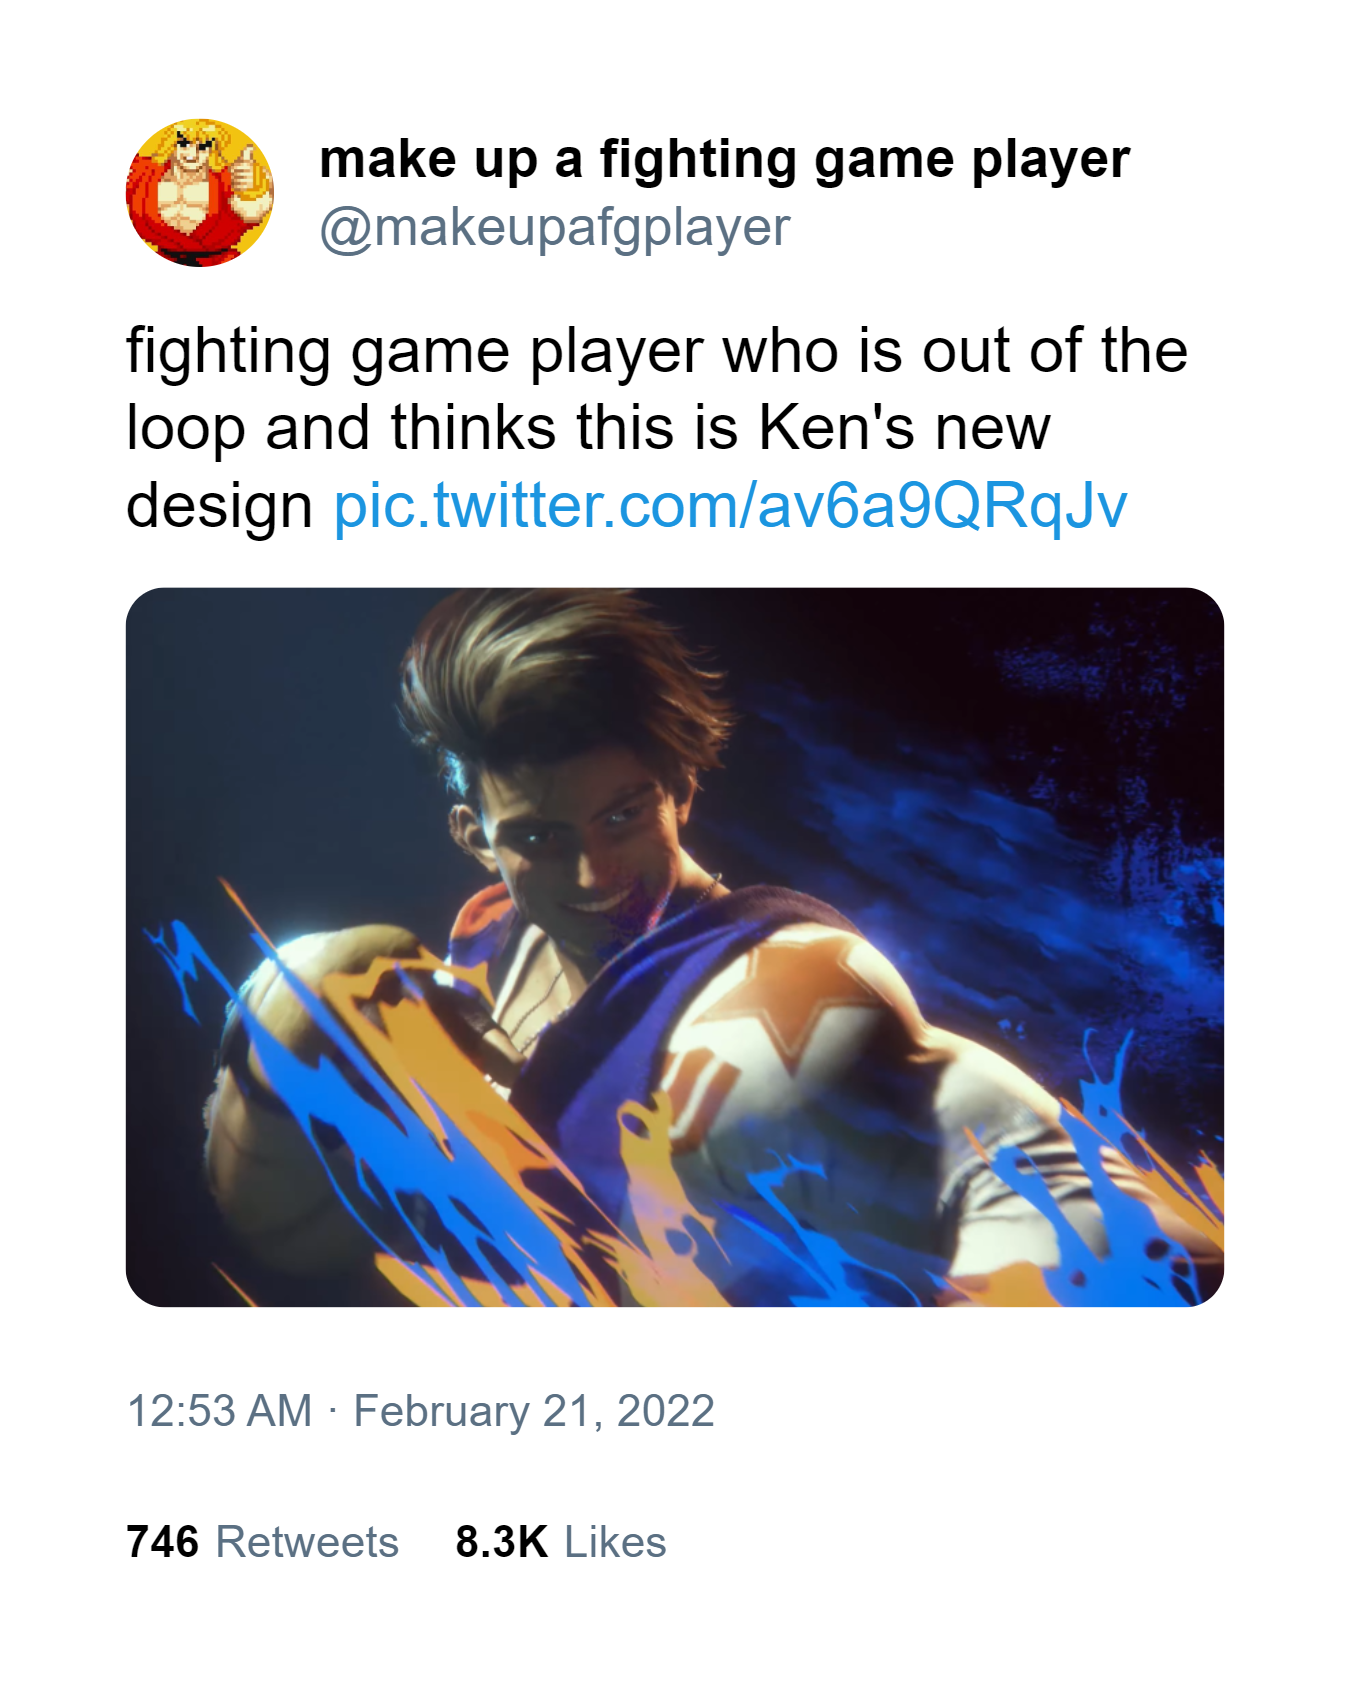 make up a fighting game player
@makeupafgplayer
fighting game player who is out of the
loop and thinks this is Ken's new
design pic.twitter.com/av6a9QRqJv
12:53 AM · February 21, 2022
746 Retweets 8.3K Likes